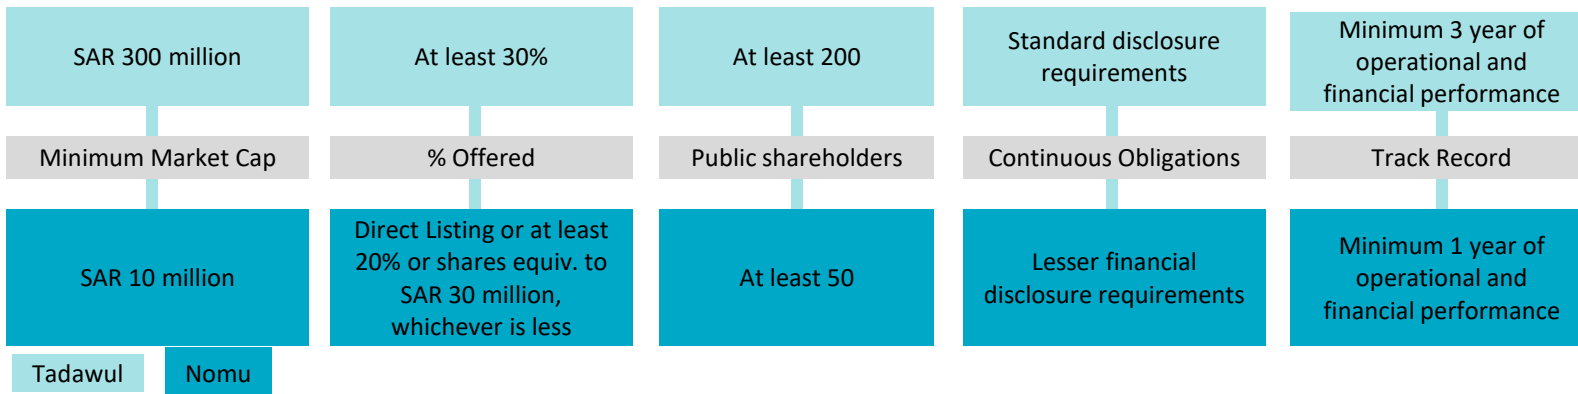 SAR 300 million
At least 30%
At least 200
Standard disclosure
requirements
Minimum 3 year of
operational and
financial performance
Minimum Market Cap
% Offered
Public shareholders
Continuous Obligations
Track Record
SAR 10 million
Direct Listing or at least
20% or shares equiv. to
SAR 30 million,
whichever is less
At least 50
Lesser financial
disclosure requirements
Minimum 1 year of
operational and
financial performance
Tadawul
Nomu